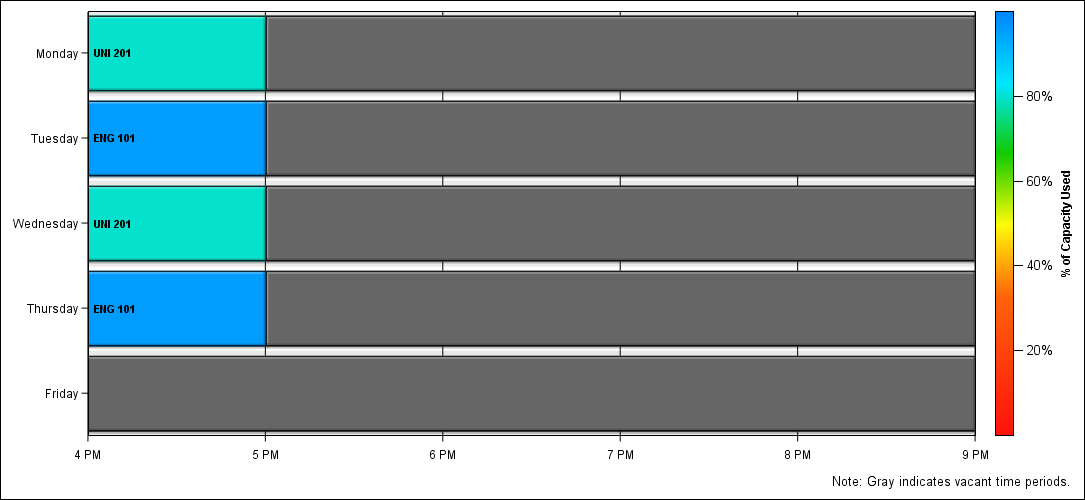 Monday
UNI 201
Tuesday
ENG 101
Wednesday
UNI 201
Thursday
ENG 101
Friday
4 PM 5 PM 6 PM 7 PM 8 PM 9 PM
80%
60%
40%
20%
% of Capacity Used
Note: Gray indicates vacant time periods.